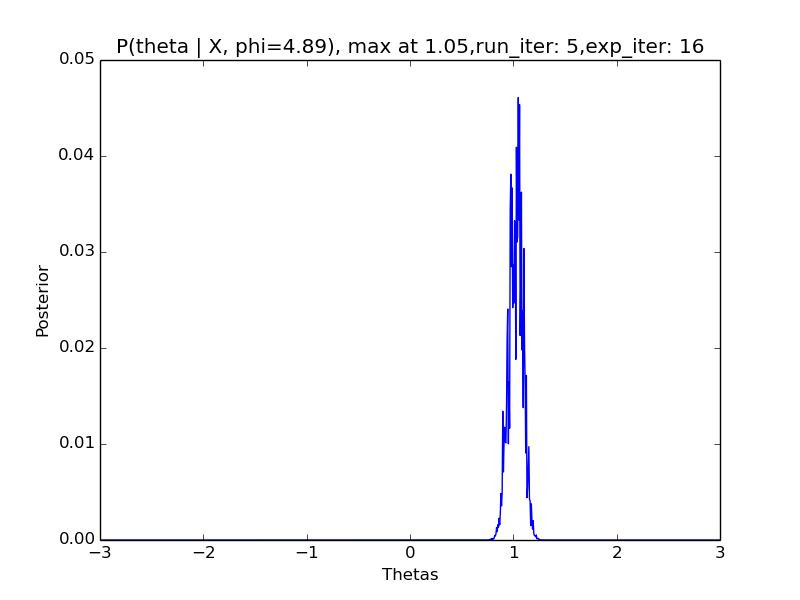 P(theta | X, phi=4.89), max at 1.05,run_iter: 5,exp_iter: 16
0.05
0.04
0.03
0.02
0.01
0.00
Posterior
−3 −2 −1 0 1 2 3
Thetas